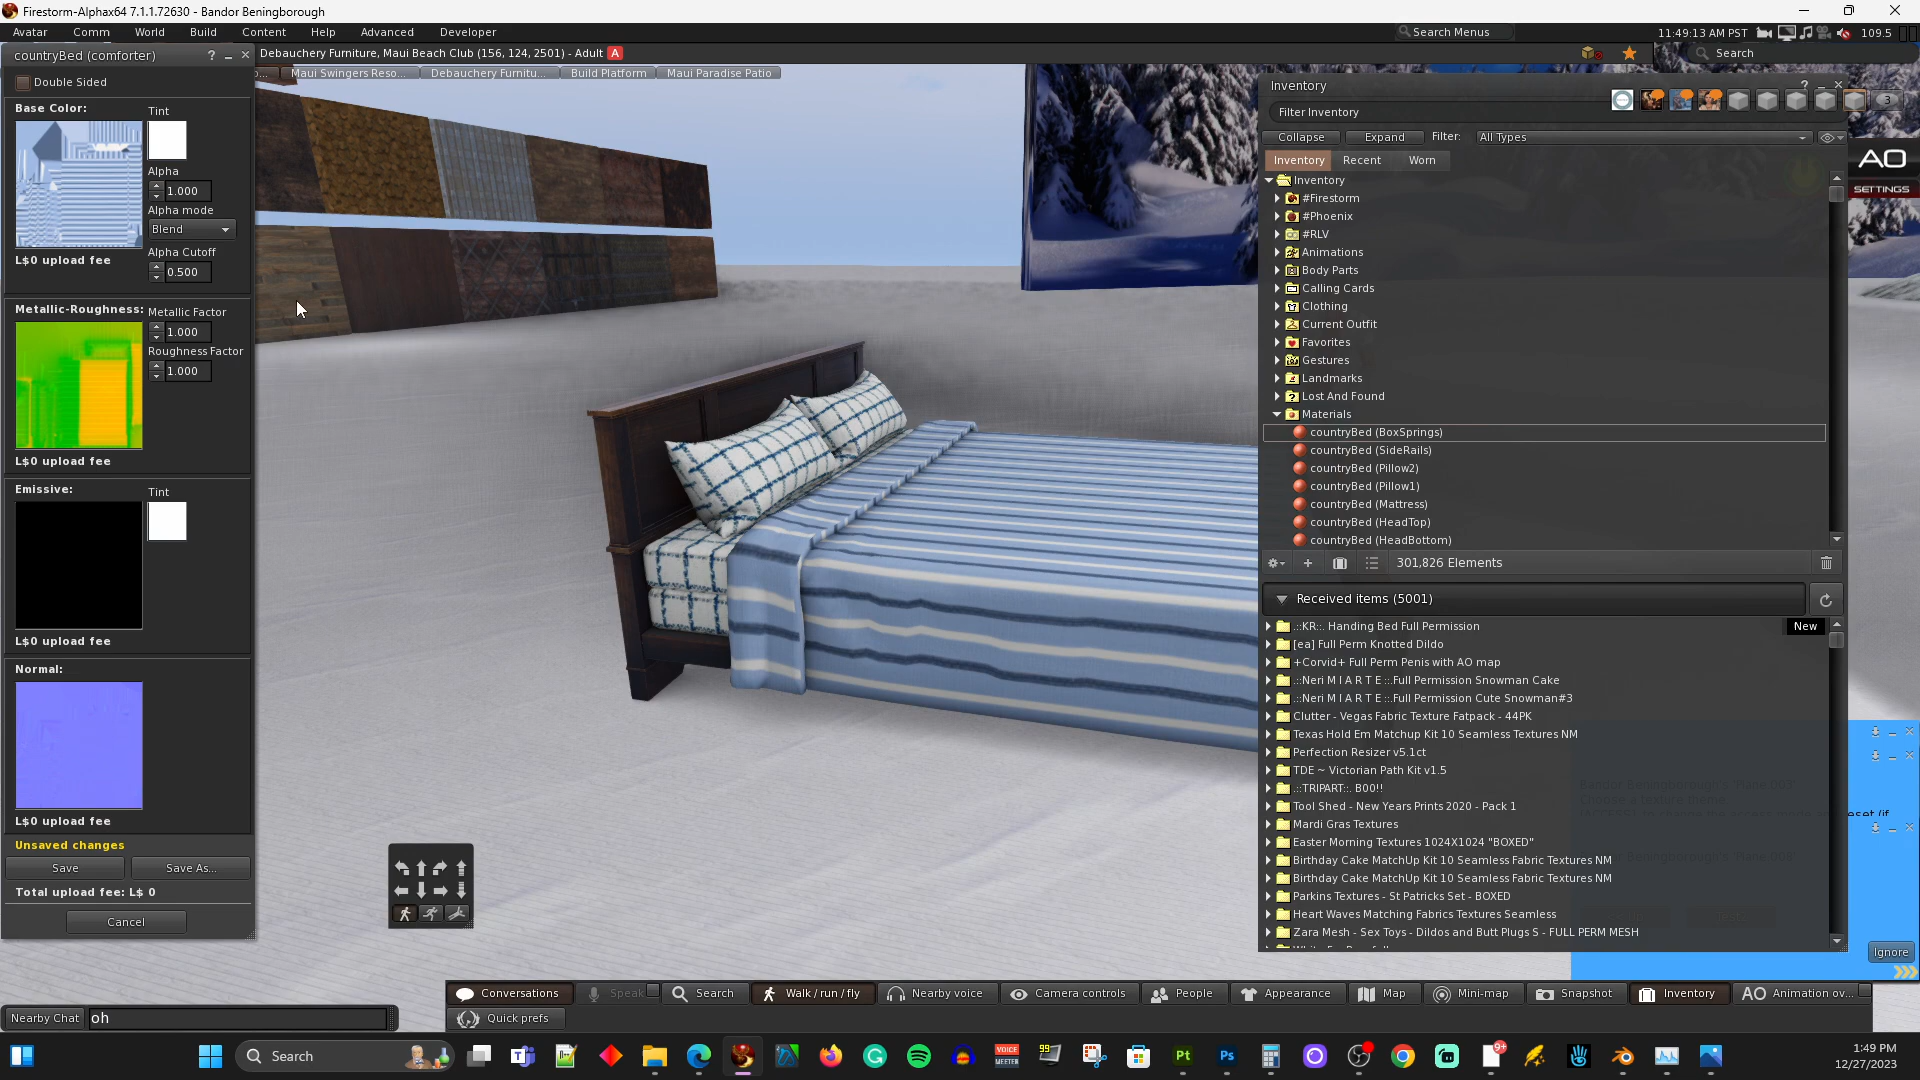 Firestorm-Alphax64 7.1.1.72630 - Bandor Beningborough
Avatar Comm World Build Content Help Advanced Developer
Search Menus
11:49:13 AM PST
109.5
countryBed (comforter)
Debauchery Furniture, Maui Beach Club (156, 124, 2501) - Adult A
Search
Maui Swingers Reso... Debauchery Furnitu... Build Platform Maui Paradise Patio
Double Sided
Base Color:
Tint
Alpha
1.000
Alpha mode
Blend
Alpha Cutoff
0.500
L$0 upload fee
Metallic-Roughness:
Metallic Factor
1.000
Roughness Factor
1.000
L$0 upload fee
Emissive:
Tint
L$0 upload fee
Normal:
L$0 upload fee
Unsaved changes
Save Save As...
Total upload fee: L$ 0
Cancel
Inventory
3
Filter Inventory
Collapse Expand Filter: All Types
Inventory Recent Worn
AO
SETTINGS
Inventory
#Firestorm
#Phoenix
#RLV
Animations
Body Parts
Calling Cards
Clothing
Current Outfit
Favorites
Gestures
Landmarks
Lost And Found
Materials
countryBed (BoxSprings)
countryBed (SideRails)
countryBed (Pillow2)
countryBed (Pillow1)
countryBed (Mattress)
countryBed (HeadTop)
countryBed (HeadBottom)
301,826 Elements
Received items (5001)
.::KR::. Handing Bed Full Permission New
[ea] Full Perm Knotted Dildo
+Corvid+ Full Perm Penis with AO map
.::Neri M I A R T E ::.Full Permission Snowman Cake
.::Neri M I A R T E ::.Full Permission Cute Snowman#3
Clutter - Vegas Fabric Texture Fatpack - 44PK
Texas Hold Em Matchup Kit 10 Seamless Textures NM
Perfection Resizer v5.1ct
TDE ~ Victorian Path Kit v1.5
.::TRIPART::. B00!!
Tool Shed - New Years Prints 2020 - Pack 1
Mardi Gras Textures
Easter Morning Textures 1024X1024 "BOXED"
Birthday Cake MatchUp Kit 10 Seamless Fabric Textures NM
Birthday Cake MatchUp Kit 10 Seamless Fabric Textures NM
Parkins Textures - St Patricks Set - BOXED
Heart Waves Matching Fabrics Textures Seamless
Zara Mesh - Sex Toys - Dildos and Butt Plugs S - FULL PERM MESH
eset (if
Ignore
Conversations Speak Search Walk / run / fly Nearby voice Camera controls People Appearance Map Mini-map Snapshot Inventory AO Animation ov...
Nearby Chat oh
Quick prefs
Search
VOICE
MEETER
99
Pt
Ps
9+
1:49 PM
12/27/2023